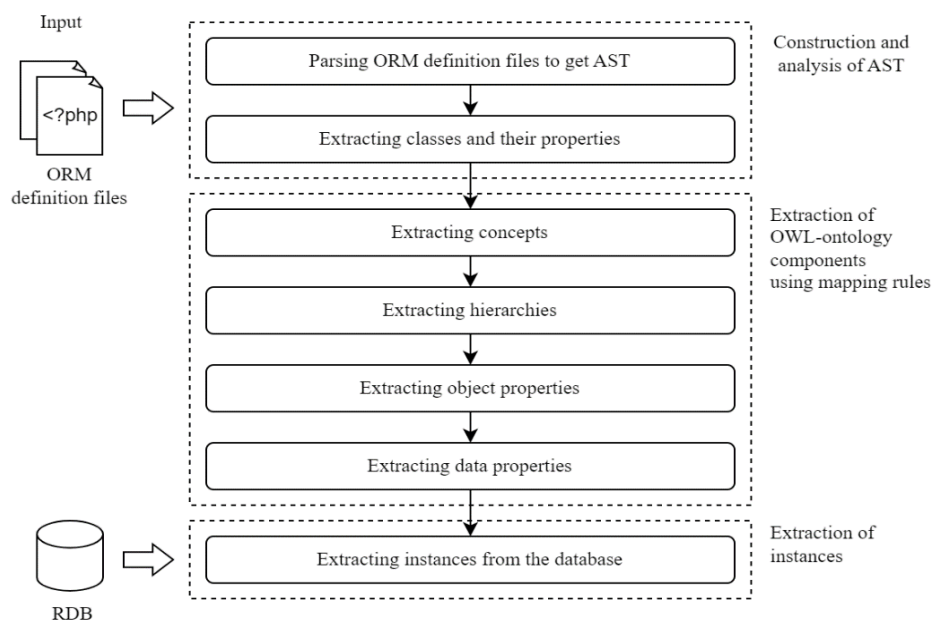 Input
<?php
ORM
definition files
Parsing ORM definition files to get AST
Extracting classes and their properties
Construction and
analysis of AST
Extracting concepts
Extracting hierarchies
Extracting object properties
Extracting data properties
Extraction of
OWL-ontology
components
using mapping rules
RDB
Extracting instances from the database
Extraction of
instances